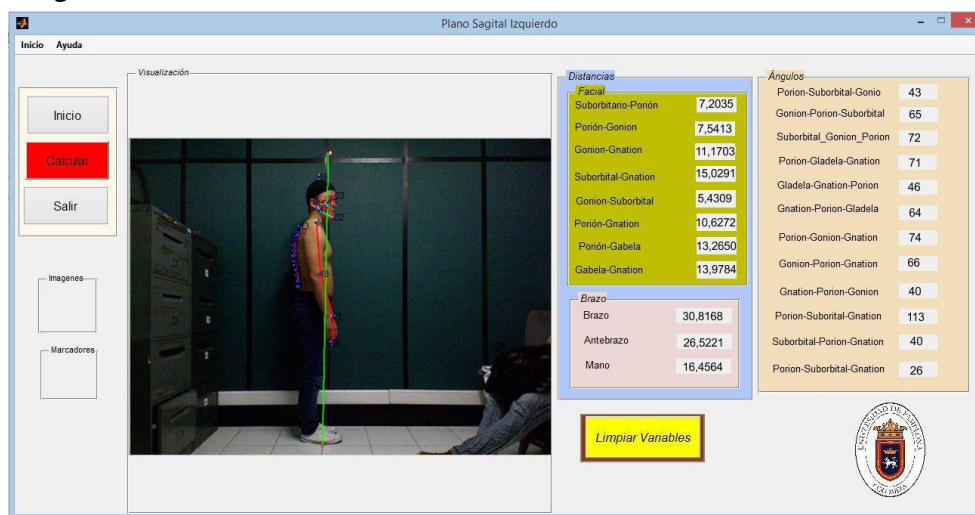 Plano Sagital Izquierdo
Inicio Ayuda
Inicio
Calcular
Salir
Imagenes
Marcadores
Visualización
Distancias
Facial
Suborbitario-Porión 7,2035
Porión-Gonion 7,5413
Gonion-Gnation 11,1703
Suborbital-Gnation 15,0291
Gonion-Suborbital 5,4309
Porión-Gnation 10,6272
Porión-Gabela 13,2650
Gabela-Gnation 13,9784
Brazo
Brazo 30,8168
Antebrazo 26,5221
Mano 16,4564
Limpiar Variables
Ángulos
Porion-Suborbital-Gonio 43
Gonion-Porion-Suborbital 65
Suborbital_Gonion_Porion 72
Porion-Gladela-Gnation 71
Gladela-Gnation-Porion 46
Gnation-Porion-Gladela 64
Porion-Gonion-Gnation 74
Gonion-Porion-Gnation 66
Gnation-Porion-Gonion 40
Porion-Suborital-Gnation 113
Suborbital-Porion-Gnation 40
Porion-Suborbital-Gnation 26
UNIVERSIDAD DE PAMPLONA
COLOMBIA